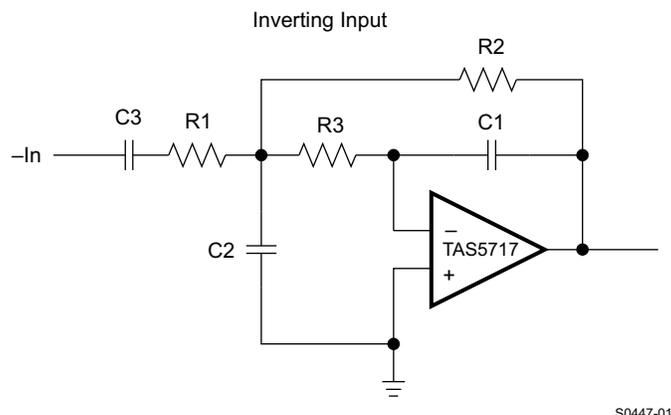 Inverting Input
R2
C3
R1
R3
C1
–In
C2
–
TAS5717
+
S0447-01